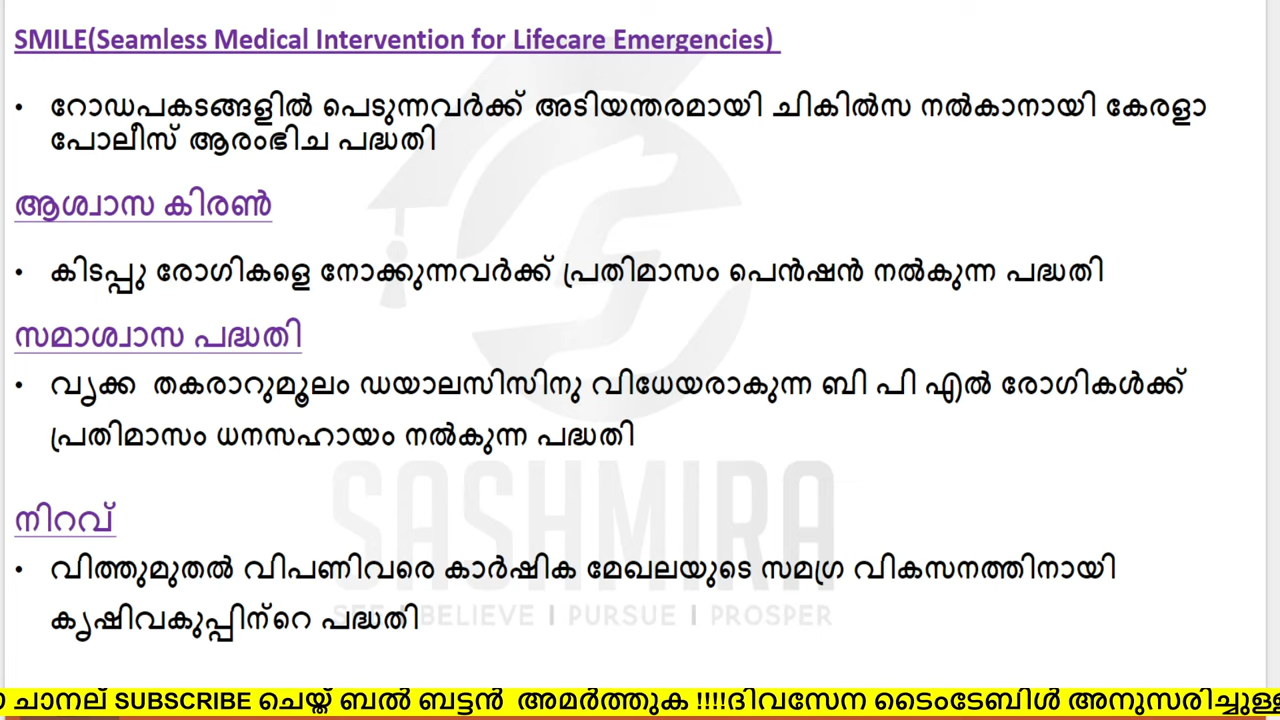 SMILE(Seamless Medical Intervention for Lifecare Emergencies)
• റോഡപകടങ്ങളിൽ പെടുന്നവർക്ക് അടിയന്തരമായി ചികിൽസ നൽകാനായി കേരളാ
പോലീസ് ആരംഭിച പദ്ധതി
ആശ്വാസ കിരൺ
• കിടപ്പു രോഗികളെ നോക്കുന്നവർക്ക് പ്രതിമാസം പെൻഷൻ നൽകുന്ന പദ്ധതി
സമാശ്വാസ പദ്ധതി
• വൃക്ക തകരാറുമൂലം ഡയാലസിസിനു വിധേയരാകുന്ന ബി പി എൽ രോഗികൾക്ക്
പ്രതിമാസം ധനസഹായം നൽകുന്ന പദ്ധതി
SASHMIRA
നിറവ്
• വിത്തുമുതൽ വിപണിവരെ കാർഷിക മേഖലയുടെ സമഗ്ര വികസനത്തിനായി
കൃഷിവകുപ്പിന്റെ പദ്ധതി
BELIEVE | PURSUE | PROSPER
ചാനല് SUBSCRIBE ചെയ്ത് ബൽ ബട്ടൻ അമർത്തുക !!!!ദിവസേന ടൈംടേബിൾ അനുസരിച്ചുള്ള